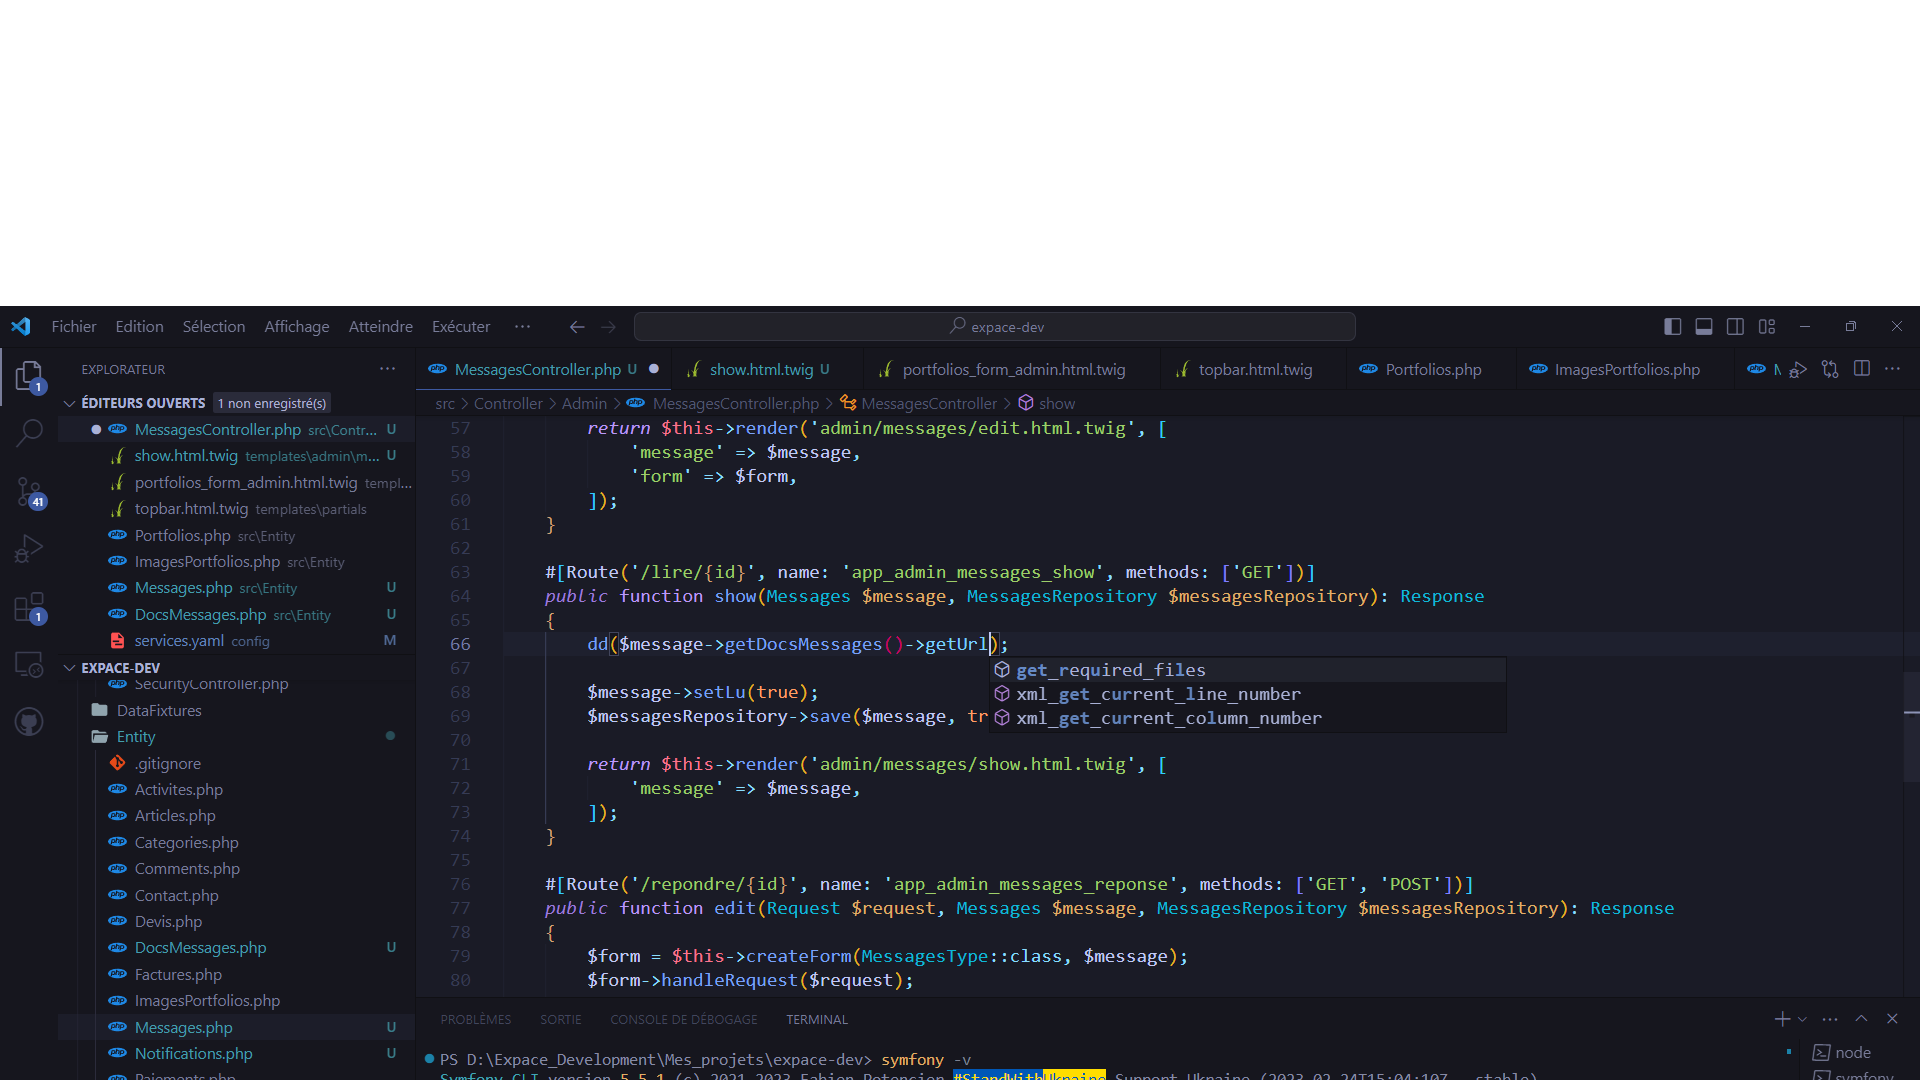 Fichier Edition Sélection Affichage Atteindre Exécuter ··· expace-dev
EXPLORATEUR ···
ÉDITEURS OUVERTS 1 non enregistré(s)
MessagesController.php src\Contr... U
show.html.twig templates\admin\m... U
portfolios_form_admin.html.twig templ...
topbar.html.twig templates\partials
Portfolios.php src\Entity
ImagesPortfolios.php src\Entity
Messages.php src\Entity U
DocsMessages.php src\Entity U
services.yaml config M
EXPACE-DEV
SecurityController.php
DataFixtures
Entity
.gitignore
Activites.php
Articles.php
Categories.php
Comments.php
Contact.php
Devis.php
DocsMessages.php U
Factures.php
ImagesPortfolios.php
Messages.php U
Notifications.php U
Paiements.php
1
41
1
MessagesController.php U show.html.twig U portfolios_form_admin.html.twig topbar.html.twig Portfolios.php ImagesPortfolios.php
src > Controller > Admin > MessagesController.php > MessagesController > show
57 return $this->render('admin/messages/edit.html.twig', [
58 'message' => $message,
59 'form' => $form,
60 ]);
61 }
62
63 #[Route('/lire/{id}', name: 'app_admin_messages_show', methods: ['GET'])]
64 public function show(Messages $message, MessagesRepository $messagesRepository): Response
65 {
66 dd($message->getDocsMessages()->getUrl);
67
68 $message->setLu(true);
69 $messagesRepository->save($message, tr
70
71 return $this->render('admin/messages/show.html.twig', [
72 'message' => $message,
73 ]);
74 }
75
76 #[Route('/repondre/{id}', name: 'app_admin_messages_reponse', methods: ['GET', 'POST'])]
77 public function edit(Request $request, Messages $message, MessagesRepository $messagesRepository): Response
78 {
79 $form = $this->createForm(MessagesType::class, $message);
80 $form->handleRequest($request);
get_required_files
xml_get_current_line_number
xml_get_current_column_number
PROBLÈMES SORTIE CONSOLE DE DÉBOGAGE TERMINAL
PS D:\Expace_Development\Mes_projets\expace-dev> symfony -v
Symfony CLI version 5.5.1 (c) 2021-2023 Fabien Potencier #StandWithUkraine Support Ukraine (2023-02-24T15:04:10Z - stable)
node
symfony